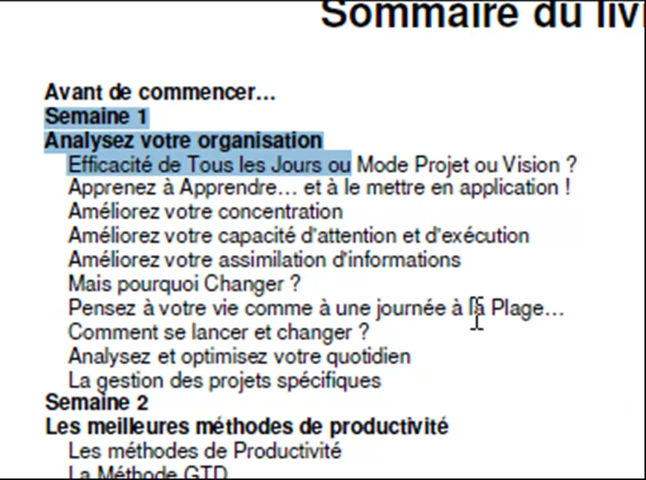 Sommaire du liv
Avant de commencer...
Semaine 1
Analysez votre organisation
Efficacité de Tous les Jours ou Mode Projet ou Vision ?
Apprenez à Apprendre... et à le mettre en application !
Améliorez votre concentration
Améliorez votre capacité d'attention et d'exécution
Améliorez votre assimilation d'informations
Mais pourquoi Changer ?
Pensez à votre vie comme à une journée à la Plage...
Comment se lancer et changer ?
Analysez et optimisez votre quotidien
La gestion des projets spécifiques
Semaine 2
Les meilleures méthodes de productivité
Les méthodes de Productivité
La Méthode GTD